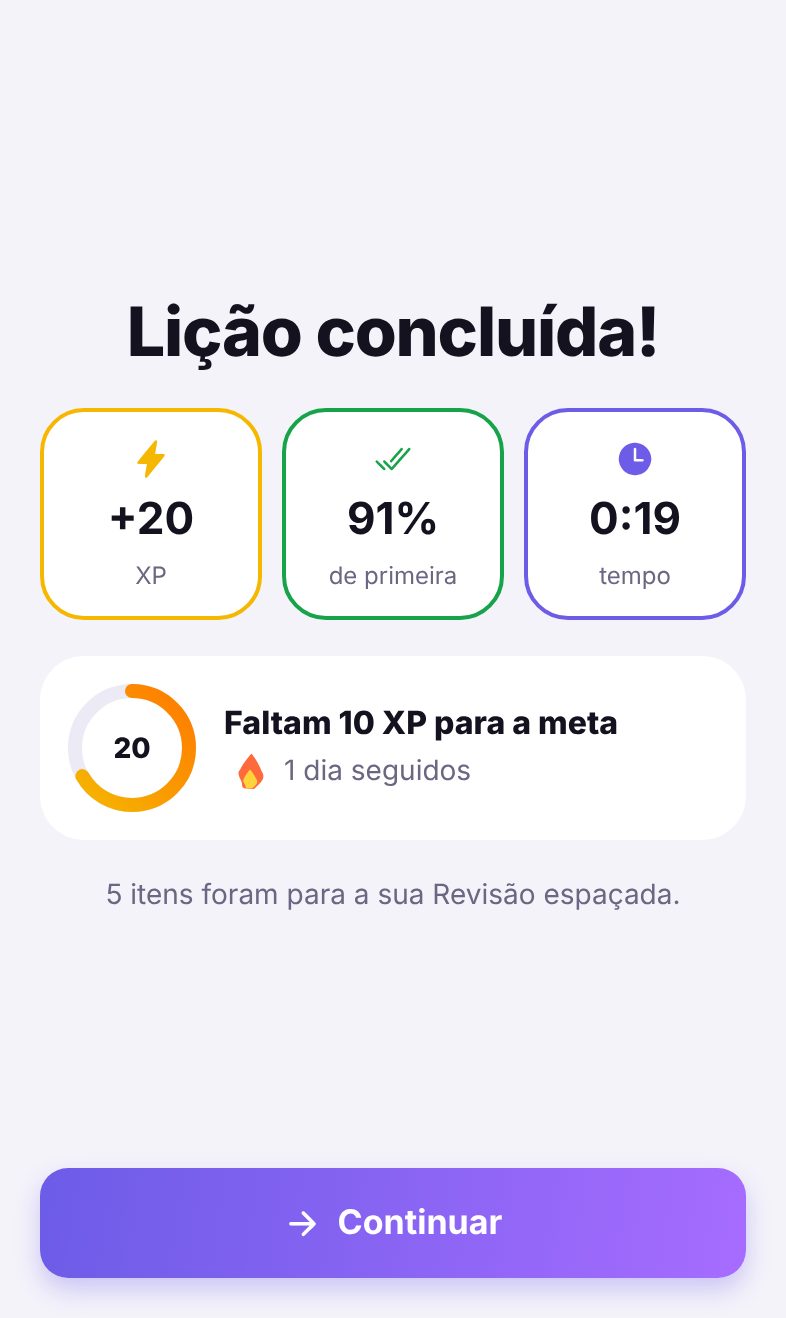 Lição concluída!
+20
XP
91%
de primeira
0:19
tempo
20
Faltam 10 XP para a meta
1 dia seguidos
5 itens foram para a sua Revisão espaçada.
Continuar